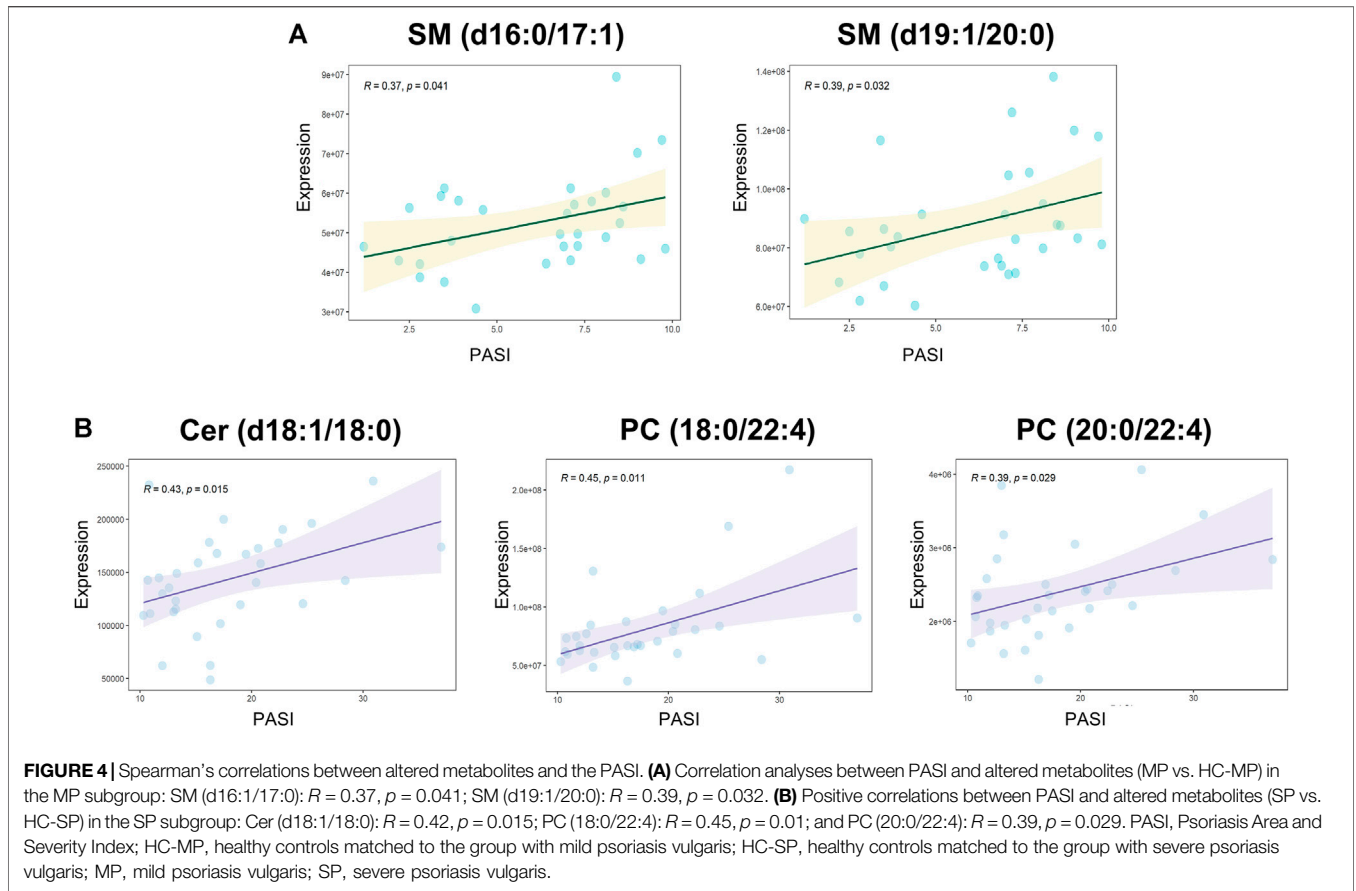 A
SM (d16:0/17:1)
SM (d19:1/20:0)
9e+07
8e+07
7e+07
6e+07
5e+07
4e+07
3e+07
R = 0.37, p = 0.041
Expression
2.5
5.0
7.5
10.0
PASI
1.4e+08
1.2e+08
1.0e+08
8.0e+07
6.0e+07
R = 0.39, p = 0.032
Expression
2.5
5.0
7.5
10.0
PASI
B
Cer (d18:1/18:0)
PC (18:0/22:4)
PC (20:0/22:4)
250000
200000
150000
100000
50000
R = 0.43, p = 0.015
Expression
10
20
30
PASI
2.0e+08
1.5e+08
1.0e+08
5.0e+07
R = 0.45, p = 0.011
Expression
10
20
30
PASI
4e+06
3e+06
2e+06
R = 0.39, p = 0.029
Expression
10
20
30
PASI
FIGURE 4 | Spearman's correlations between altered metabolites and the PASI. (A) Correlation analyses between PASI and altered metabolites (MP vs. HC-MP) in
the MP subgroup: SM (d16:1/17:0): R = 0.37, p = 0.041; SM (d19:1/20:0): R = 0.39, p = 0.032. (B) Positive correlations between PASI and altered metabolites (SP vs.
HC-SP) in the SP subgroup: Cer (d18:1/18:0): R = 0.42, p = 0.015; PC (18:0/22:4): R = 0.45, p = 0.01; and PC (20:0/22:4): R = 0.39, p = 0.029. PASI, Psoriasis Area and
Severity Index; HC-MP, healthy controls matched to the group with mild psoriasis vulgaris; HC-SP, healthy controls matched to the group with severe psoriasis
vulgaris; MP, mild psoriasis vulgaris; SP, severe psoriasis vulgaris.